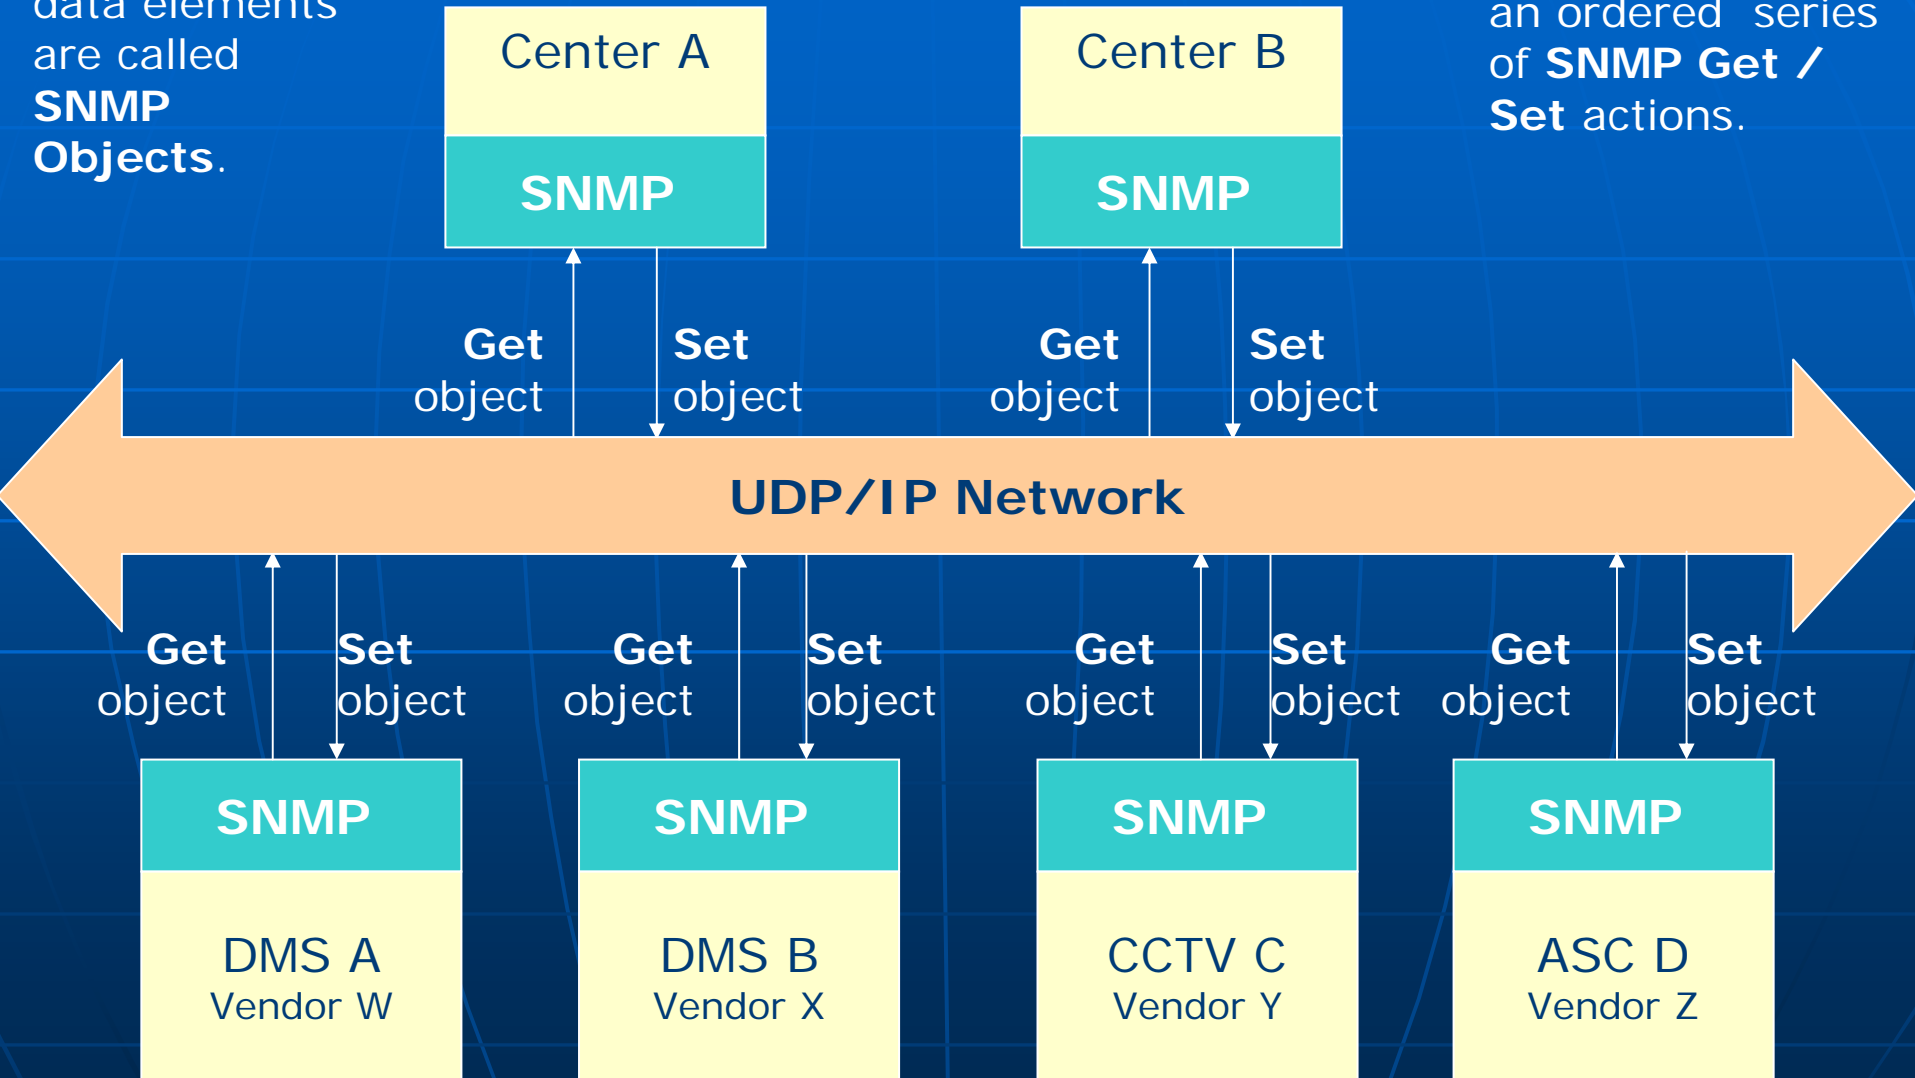 data elements
are called
SNMP
Objects.
Center A
SNMP
Center B
SNMP
an ordered series
of SNMP Get /
Set actions.
Get
object
Set
object
Get
object
Set
object
UDP/IP Network
Get
object
Set
object
Get
object
Set
object
Get
object
Set
object
Get
object
Set
object
SNMP
DMS A
Vendor W
SNMP
DMS B
Vendor X
SNMP
CCTV C
Vendor Y
SNMP
ASC D
Vendor Z